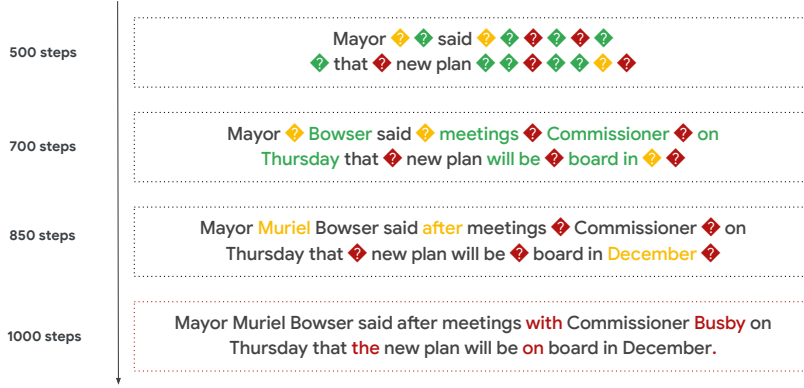 500 steps
Mayor � � said � � � � � �
� that � new plan � � � � � � �
700 steps
Mayor � Bowser said � meetings � Commissioner � on
Thursday that � new plan will be � board in � �
850 steps
Mayor Muriel Bowser said after meetings � Commissioner � on
Thursday that � new plan will be � board in December �
1000 steps
Mayor Muriel Bowser said after meetings with Commissioner Busby on
Thursday that the new plan will be on board in December.